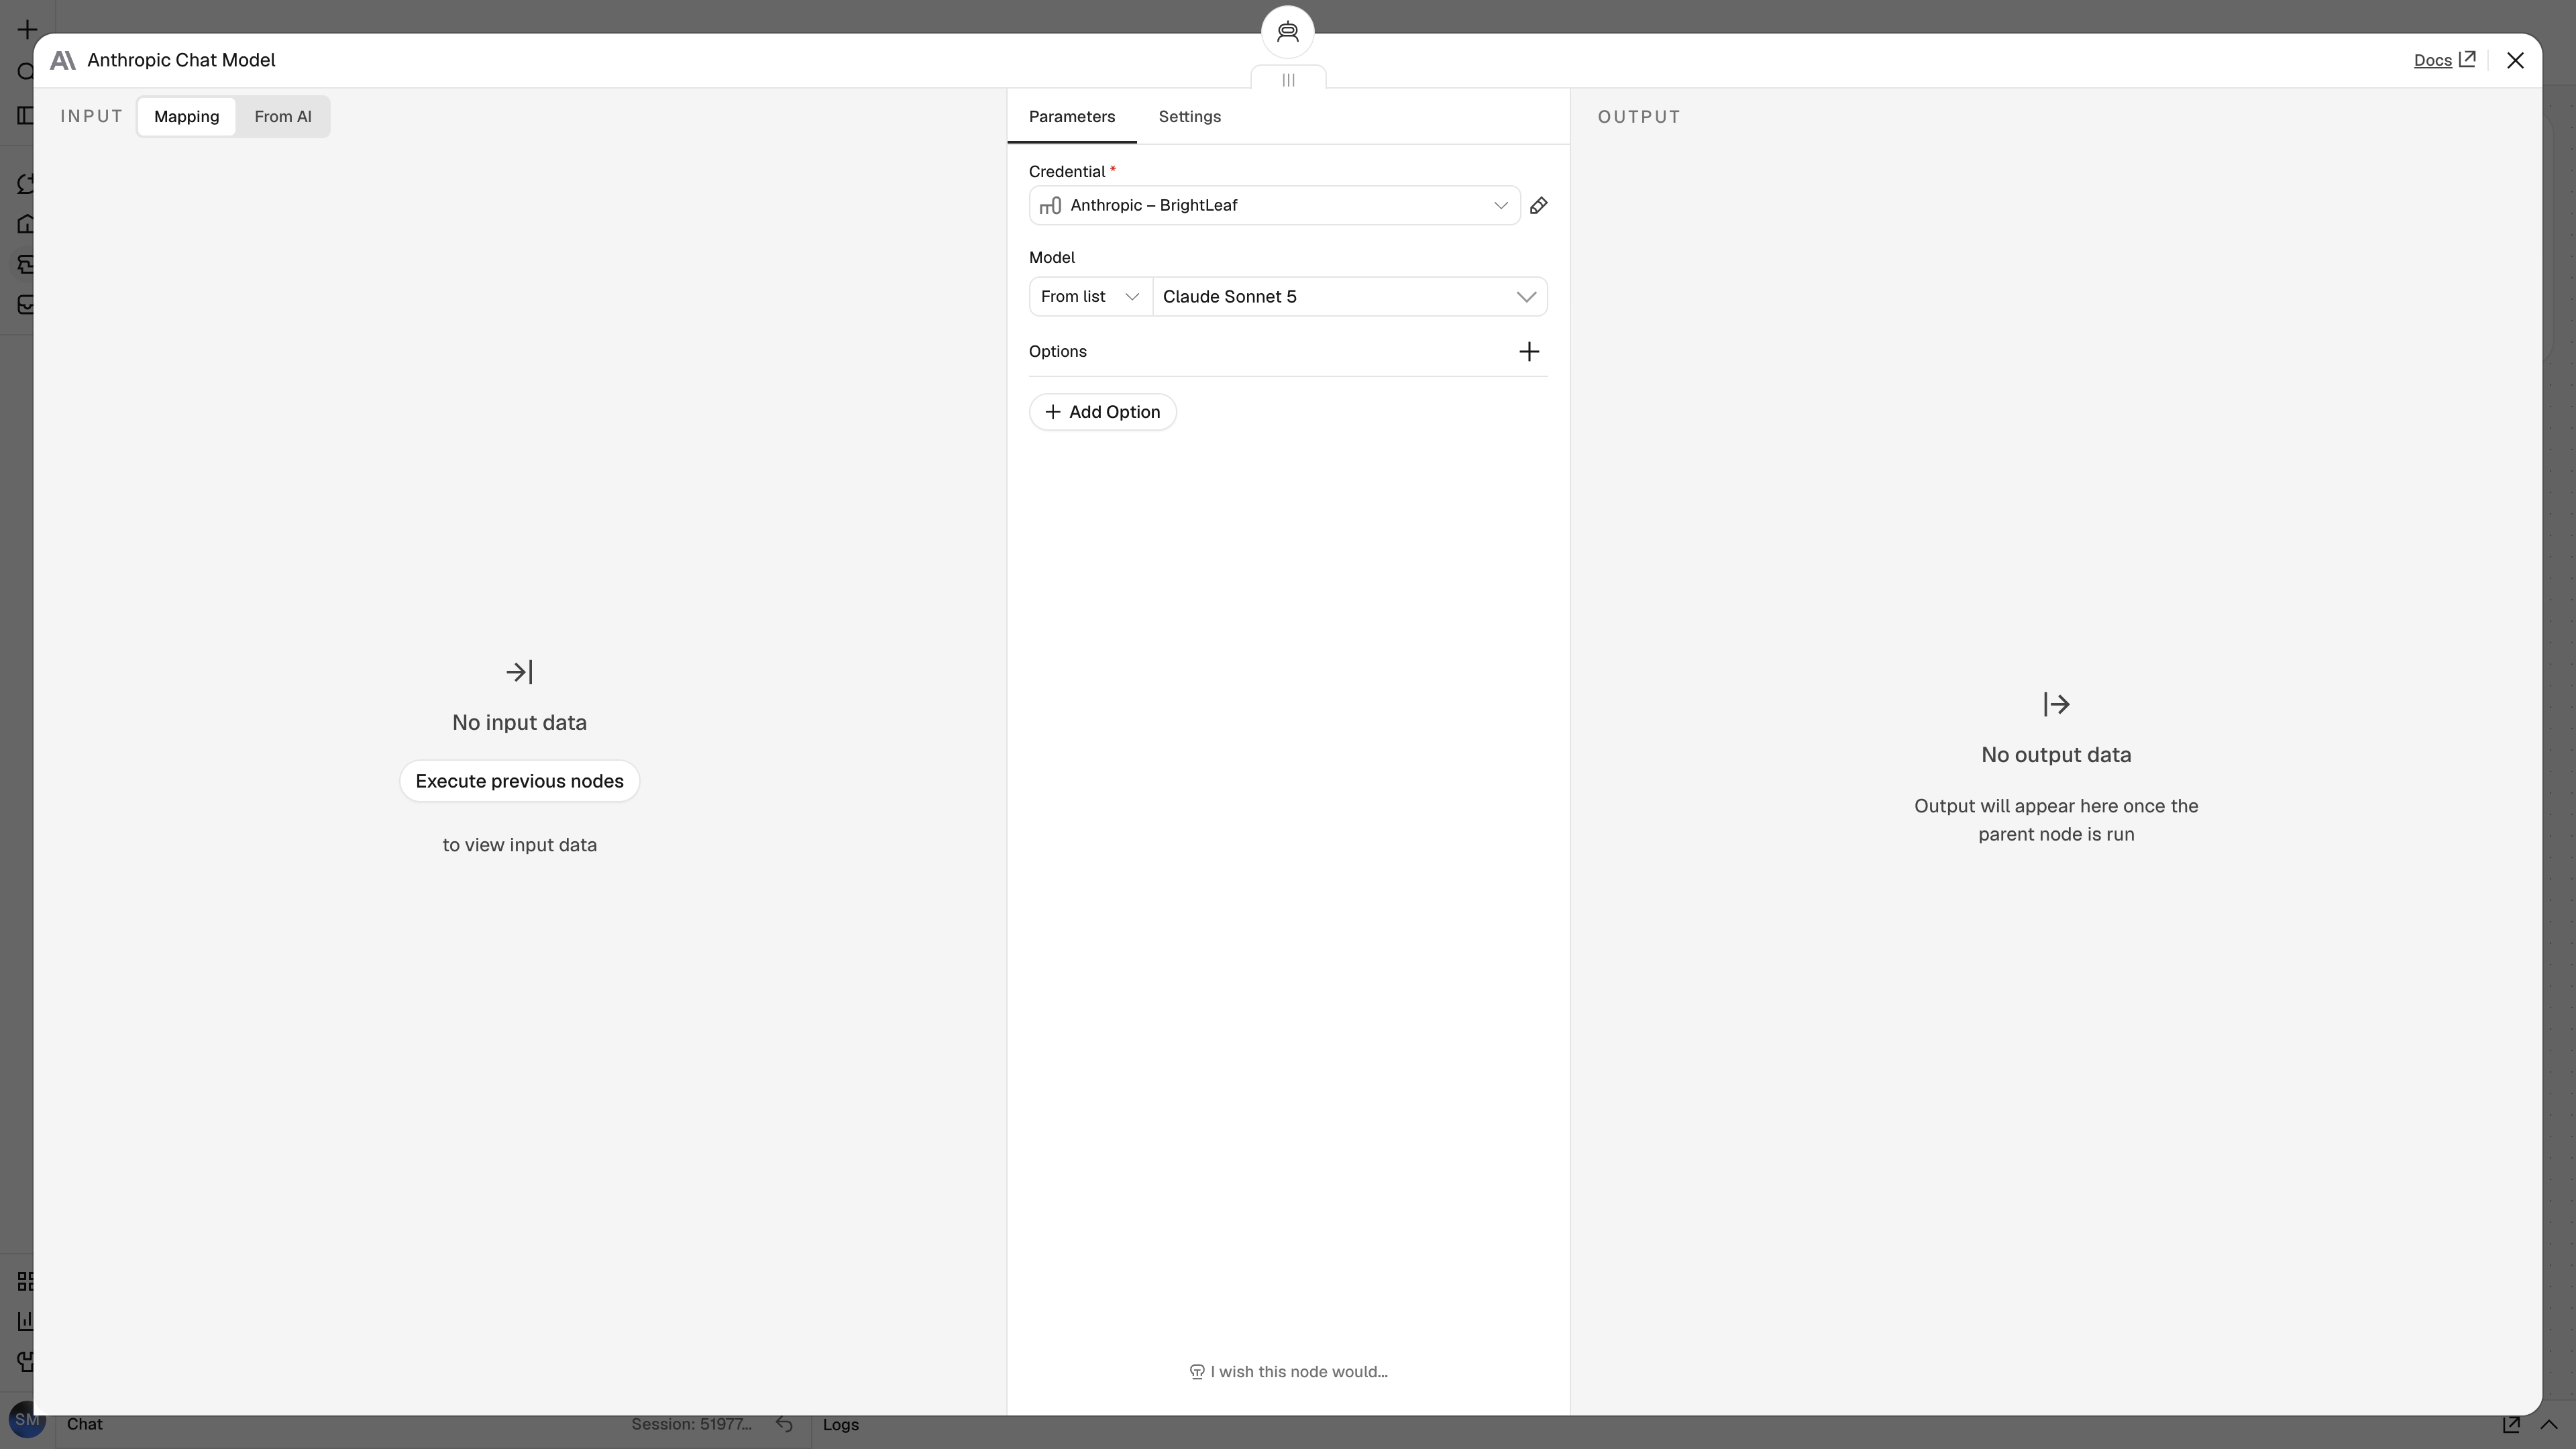 Anthropic Chat Model
Docs
INPUT
Mapping
From AI
No input data
Execute previous nodes
to view input data
Parameters
Settings
Credential *
Anthropic – BrightLeaf
Model
From list
Claude Sonnet 5
Options
Add Option
I wish this node would...
OUTPUT
No output data
Output will appear here once the
parent node is run
SM
Chat
Session: 51977...
Logs